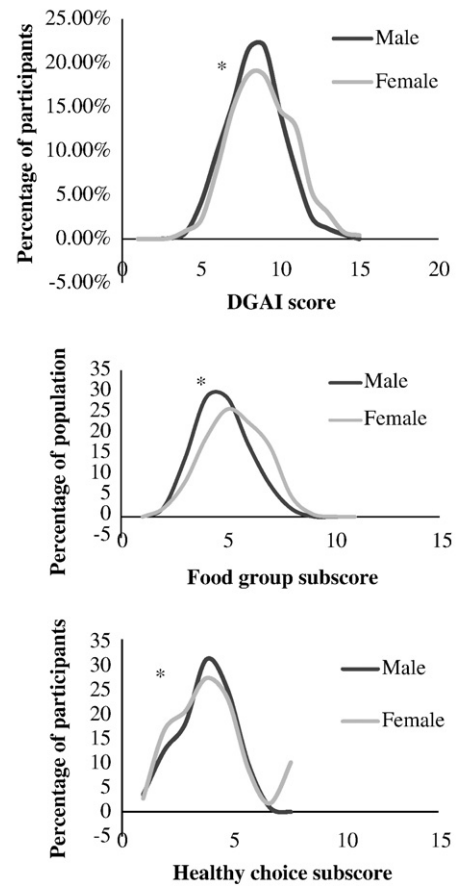 25.00%
20.00%
15.00%
10.00%
5.00%
0.00%
-5.00%
*
Male
Female
0 5 10 15 20
Percentage of participants
DGAI score
35
30
25
20
15
10
5
0
-5
*
Male
Female
0 5 10 15
Percentage of population
Food group subscore
35
30
25
20
15
10
5
0
-5
*
Male
Female
0 5 10 15
Percentage of participants
Healthy choice subscore